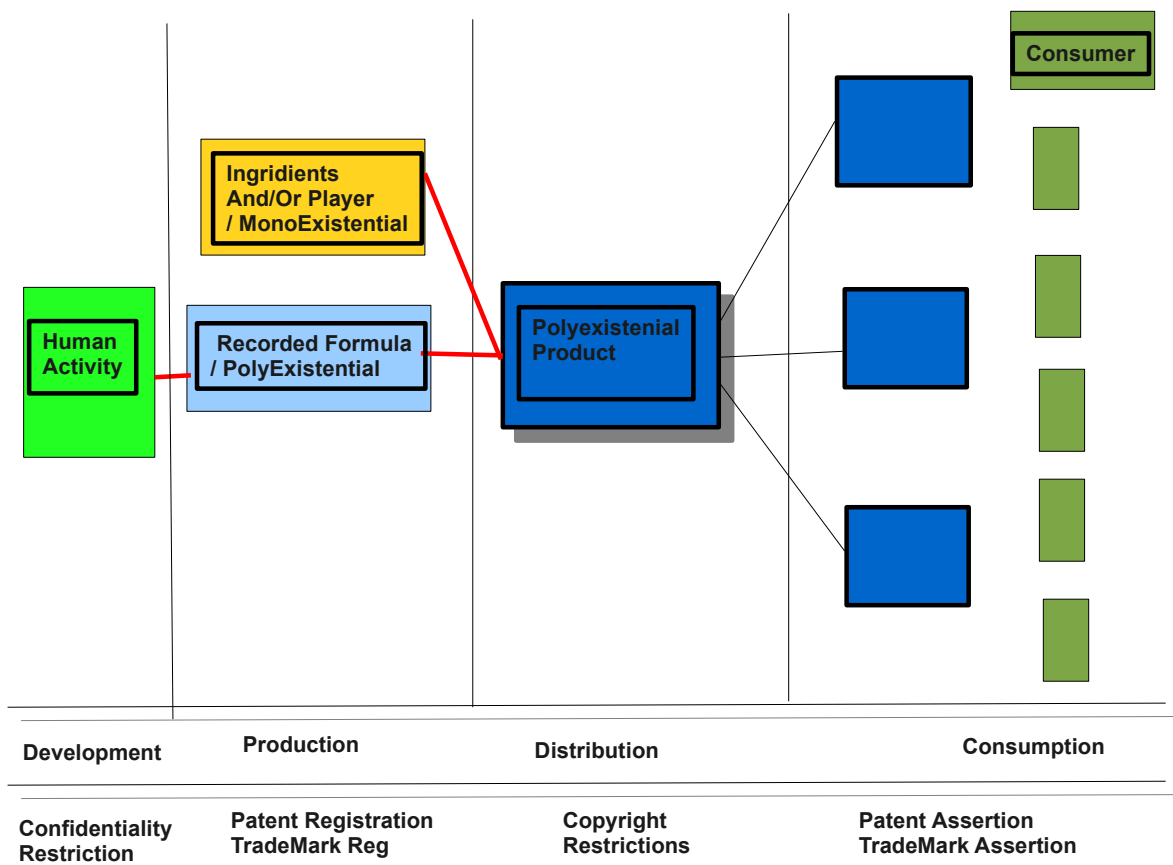 Consumer
Ingridients
And/Or Player
/ MonoExistential
Human
Activity
Recorded Formula
/ PolyExistential
Polyexistenial
Product
Development
Production
Distribution
Consumption
Confidentiality
Restriction
Patent Registration
TradeMark Reg
Copyright
Restrictions
Patent Assertion
TradeMark Assertion